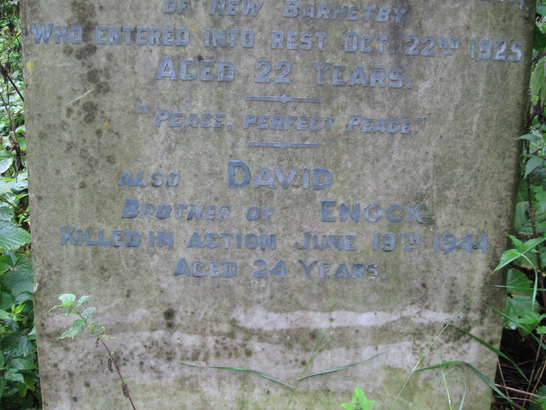 OF NEW BARNETBY
WHO ENTERED INTO REST OCT 22ND 1925
AGED 22 YEARS.
"PEACE, PERFECT PEACE."
ALSO DAVID
BROTHER OF ENOCK
KILLED IN ACTION JUNE 19TH 1944
AGED 24 YEARS